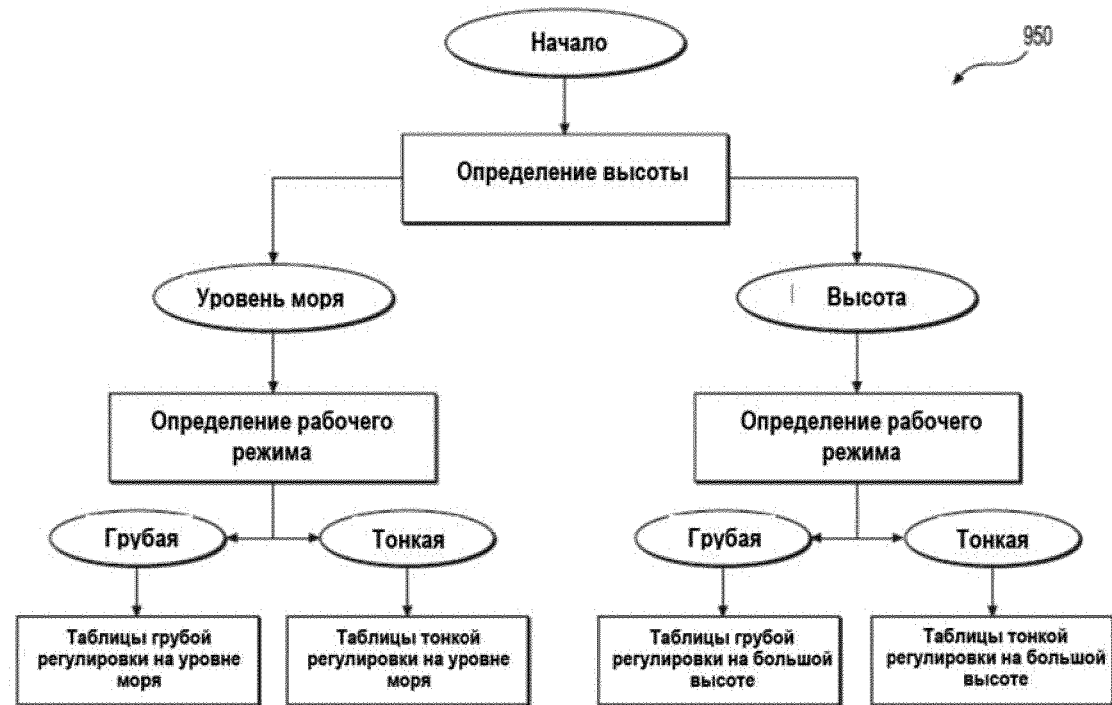 Начало
950
Определение высоты
Уровень моря
Высота
Определение рабочего
режима
Определение рабочего
режима
Грубая
Тонкая
Грубая
Тонкая
Таблицы грубой
регулировки на уровне
моря
Таблицы тонкой
регулировки на уровне
моря
Таблицы грубой
регулировки на большой
высоте
Таблицы тонкой
регулировки на большой
высоте